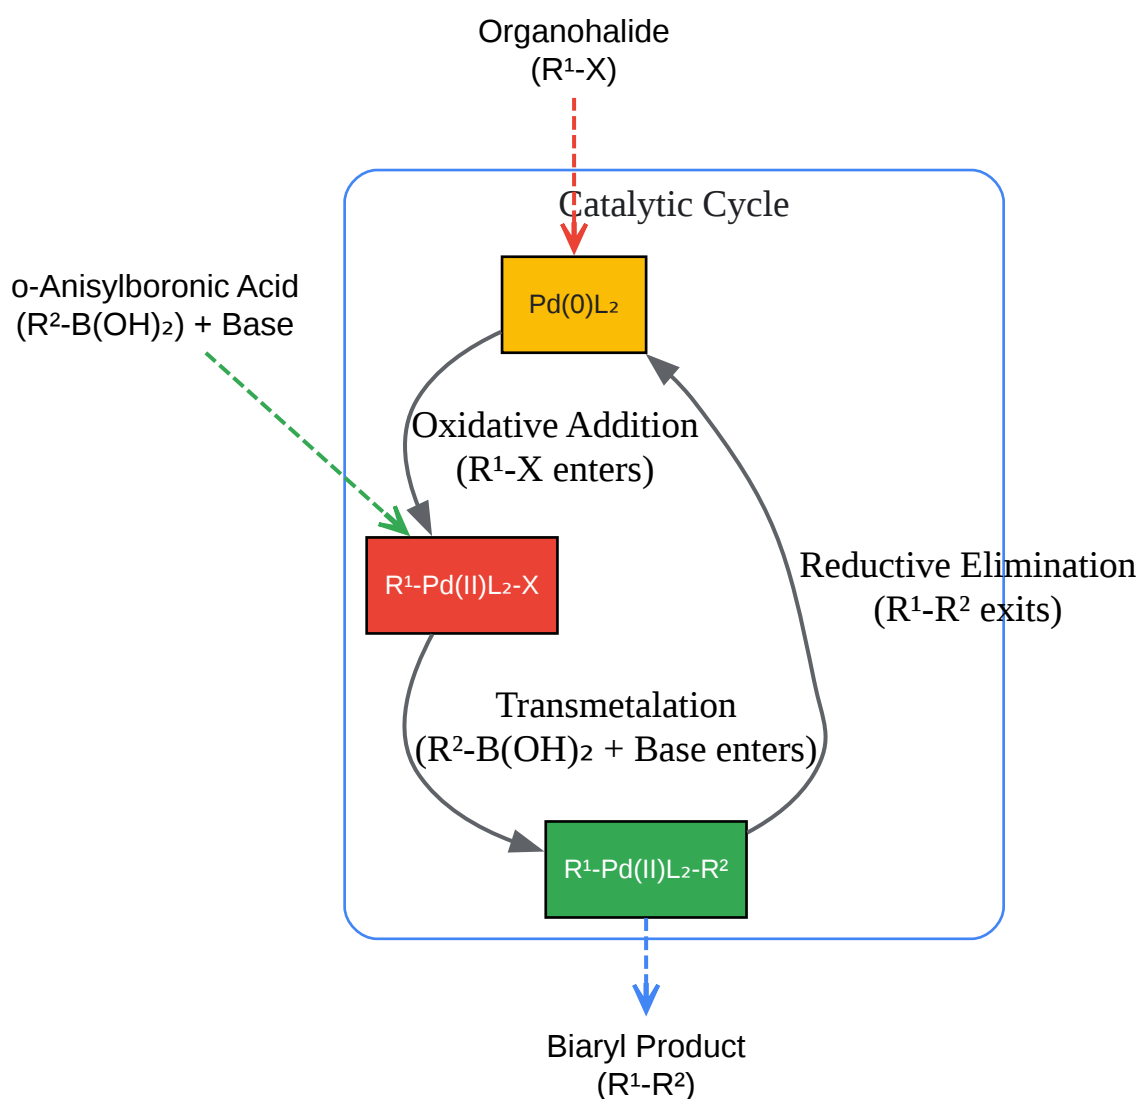 Organohalide
(R¹-X)
Catalytic Cycle
o-Anisylboronic Acid
(R²-B(OH)₂) + Base
Pd(0)L₂
Oxidative Addition
(R¹-X enters)
R¹-Pd(II)L₂-X
Reductive Elimination
(R¹-R² exits)
Transmetalation
(R²-B(OH)₂ + Base enters)
R¹-Pd(II)L₂-R²
Biaryl Product
(R¹-R²)